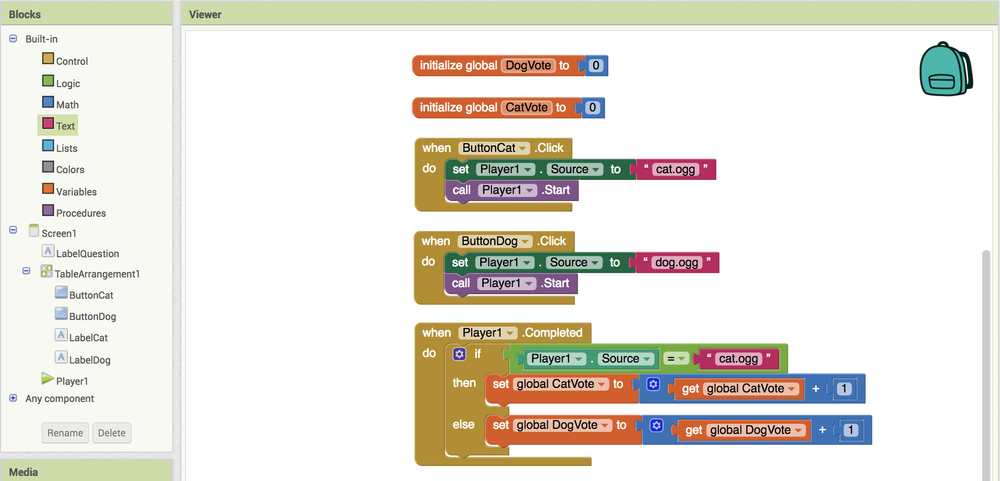 Blocks
Built-in
Control
Logic
Math
Text
Lists
Colors
Variables
Procedures
Screen1
LabelQuestion
TableArrangement1
ButtonCat
ButtonDog
LabelCat
LabelDog
Player1
Any component
Rename Delete
Media
Viewer
initialize global DogVote to 0
initialize global CatVote to 0
when ButtonCat .Click
do set Player1 . Source to “ cat.ogg ”
call Player1 .Start
when ButtonDog .Click
do set Player1 . Source to “ dog.ogg ”
call Player1 .Start
when Player1 .Completed
do if Player1 . Source = “ cat.ogg ”
then set global CatVote to get global CatVote + 1
else set global DogVote to get global DogVote + 1